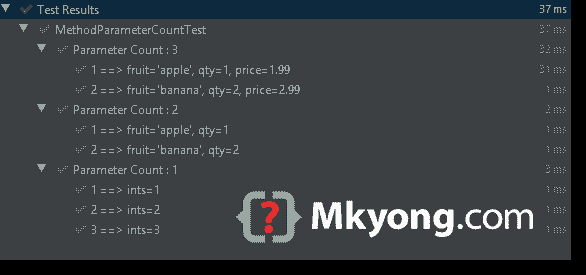 Test Results 37 ms
MethodParameterCountTest 37 ms
Parameter Count : 3 32 ms
1 ==> fruit='apple', qty=1, price=1.99 31 ms
2 ==> fruit='banana', qty=2, price=2.99 1 ms
Parameter Count : 2 2 ms
1 ==> fruit='apple', qty=1 1 ms
2 ==> fruit='banana', qty=2 1 ms
Parameter Count : 1 3 ms
1 ==> ints=1 1 ms
2 ==> ints=2 1 ms
3 ==> ints=3 1 ms
{?} Mkyong.com